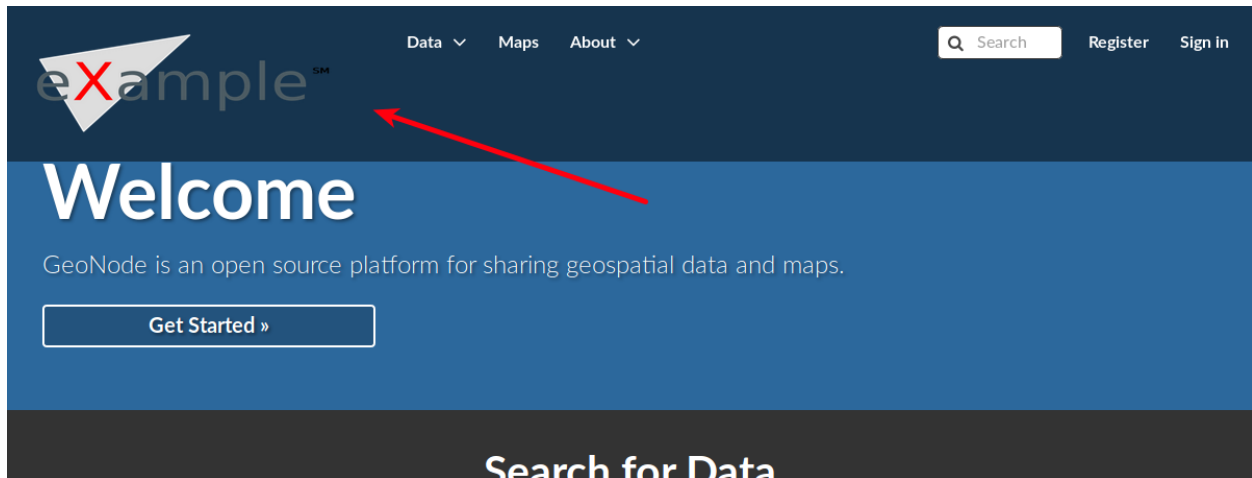 eXample℠
Data Maps About Search Register Sign in
Welcome
GeoNode is an open source platform for sharing geospatial data and maps.
Get Started »
Search for Data